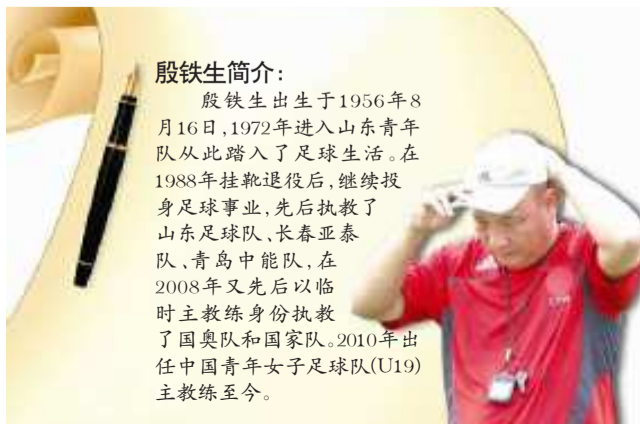 殷铁生简介：
殷铁生出生于1956年8
月16日，1972年进入山东青年
队从此踏入了足球生活。在
1988年挂靴退役后，继续投
身足球事业，先后执教了
山东足球队、长春亚泰
队、青岛中能队，在
2008年又先后以临
时主教练身份执教
了国奥队和国家队。2010年出
任中国青年女子足球队(U19)
主教练至今。